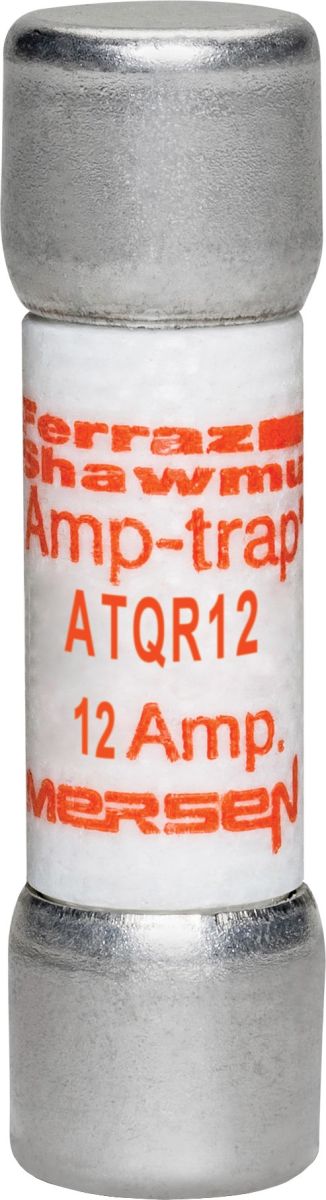 Ferraz
Shawmu
Amp-trap®
ATQR12
12 Amp.
MERSEN